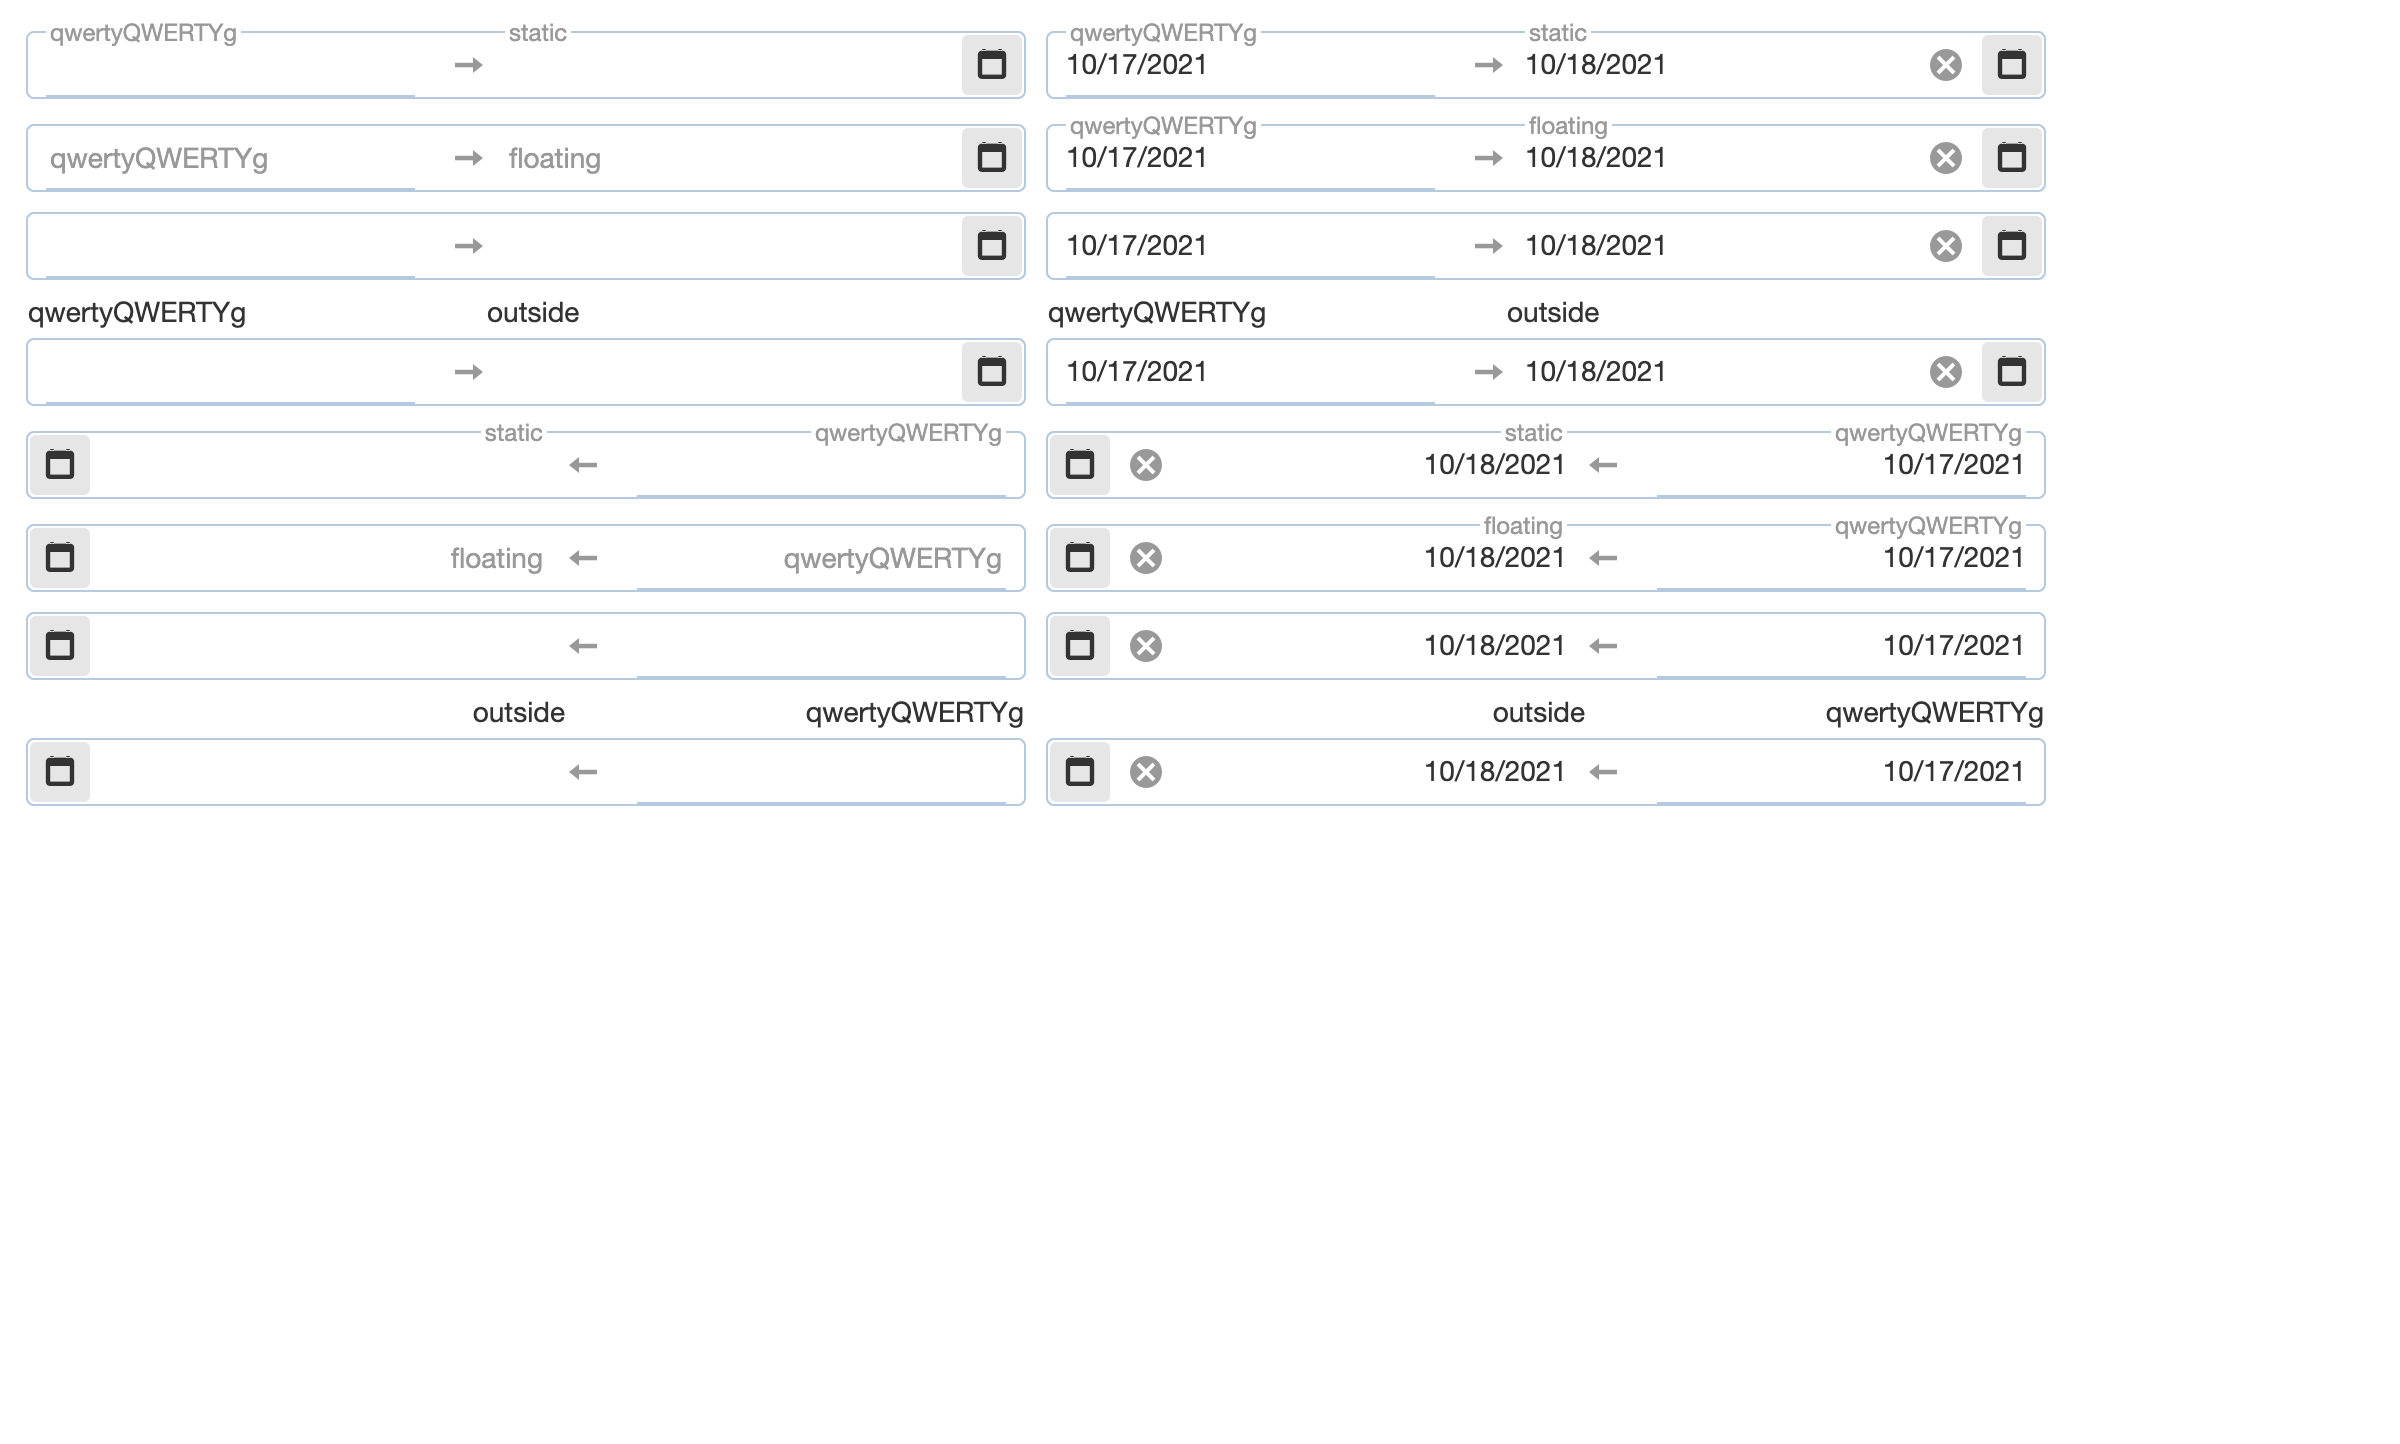 qwertyQWERTYg static qwertyQWERTYg static
10/17/2021 10/18/2021
qwertyQWERTYg floating
qwertyQWERTYg floating 10/17/2021 10/18/2021
10/17/2021 10/18/2021
qwertyQWERTYg outside qwertyQWERTYg outside
10/17/2021 10/18/2021
static qwertyQWERTYg static qwertyQWERTYg
10/18/2021 10/17/2021
floating qwertyQWERTYg
floating qwertyQWERTYg 10/18/2021 10/17/2021
10/18/2021 10/17/2021
outside qwertyQWERTYg outside qwertyQWERTYg
10/18/2021 10/17/2021